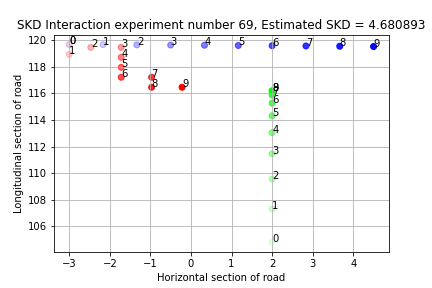 SKD Interaction experiment number 69, Estimated SKD = 4.680893
120
118
116
114
112
110
108
106
Longitudinal section of road
0 1 2 3 4 5 6 7 8 9
0 1 2 3 4 5 6 7 8 9
0 1 2 3 4 5 6 7 8 9
−3 −2 −1 0 1 2 3 4
Horizontal section of road